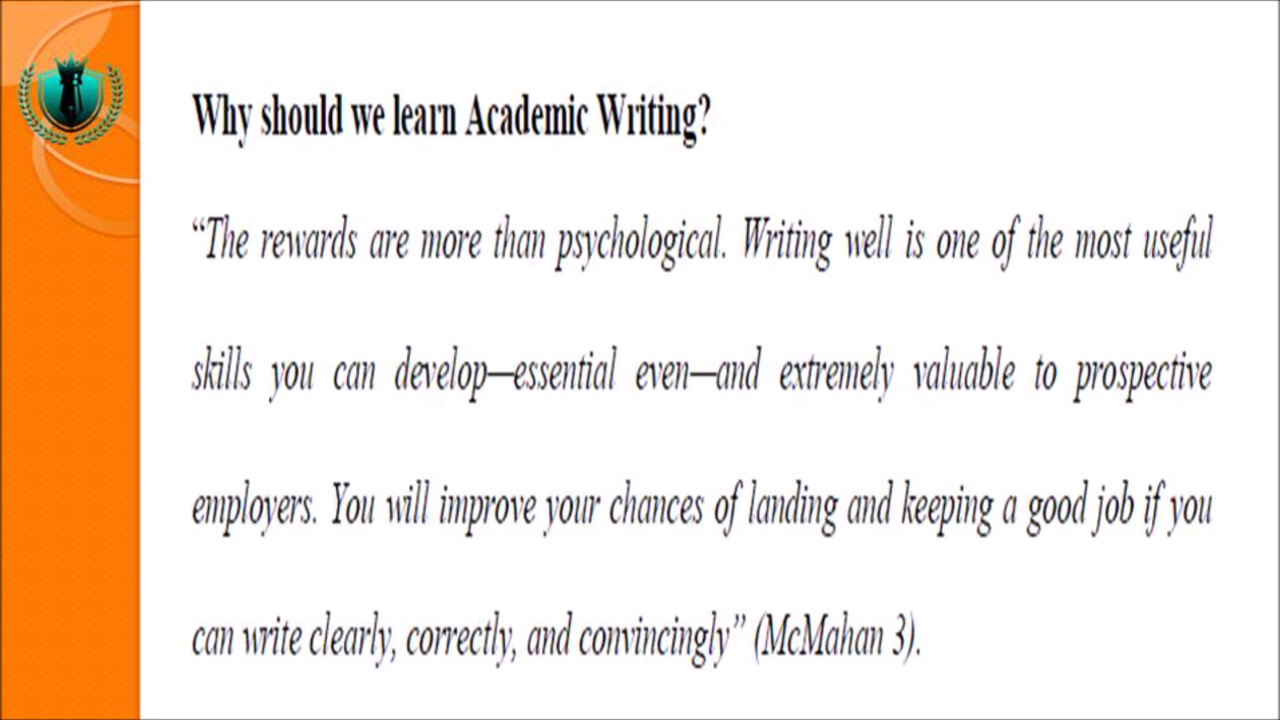 Why should we learn Academic Writing?
“The rewards are more than psychological. Writing well is one of the most useful
skills you can develop—essential even—and extremely valuable to prospective
employers. You will improve your chances of landing and keeping a good job if you
can write clearly, correctly, and convincingly” (McMahan 3).